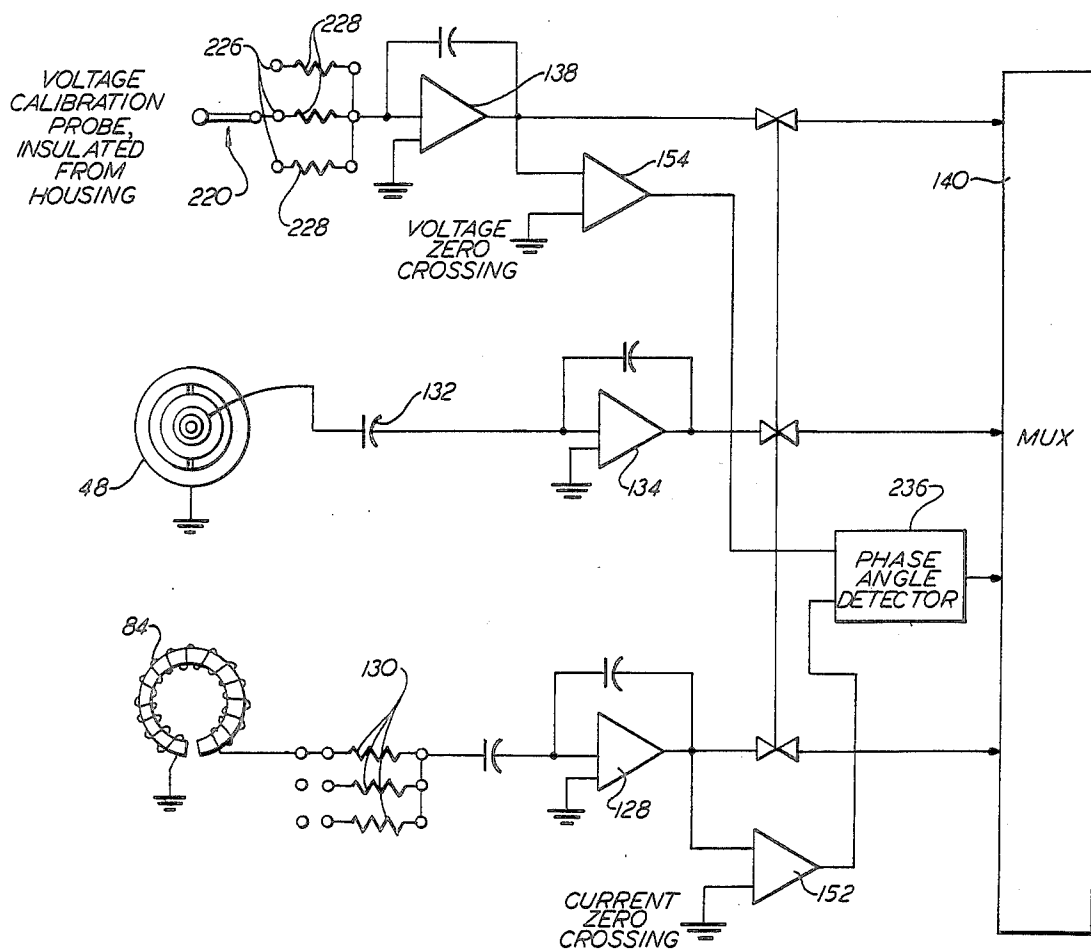 228
226
138
VOLTAGE
CALIBRATION
PROBE,
INSULATED
FROM
HOUSING
154
140
220
228
VOLTAGE
ZERO
CROSSING
132
MUX
48
134
236
PHASE
ANGLE
DETECTOR
84
130
128
152
CURRENT
ZERO
CROSSING